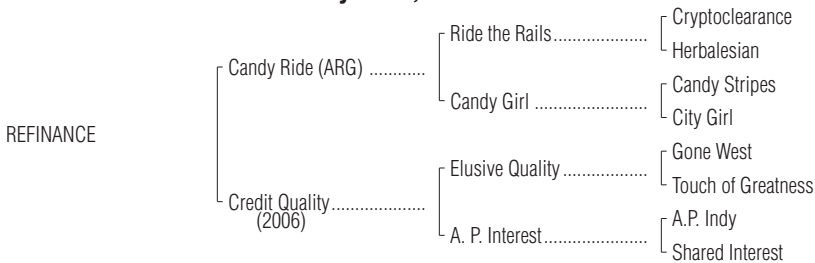 Cryptoclearance
Ride the Rails
Herbalesian
Candy Ride (ARG)
Candy Stripes
Candy Girl
City Girl
REFINANCE
Gone West
Elusive Quality
Touch of Greatness
Credit Quality
(2006)
A.P. Indy
A. P. Interest
Shared Interest